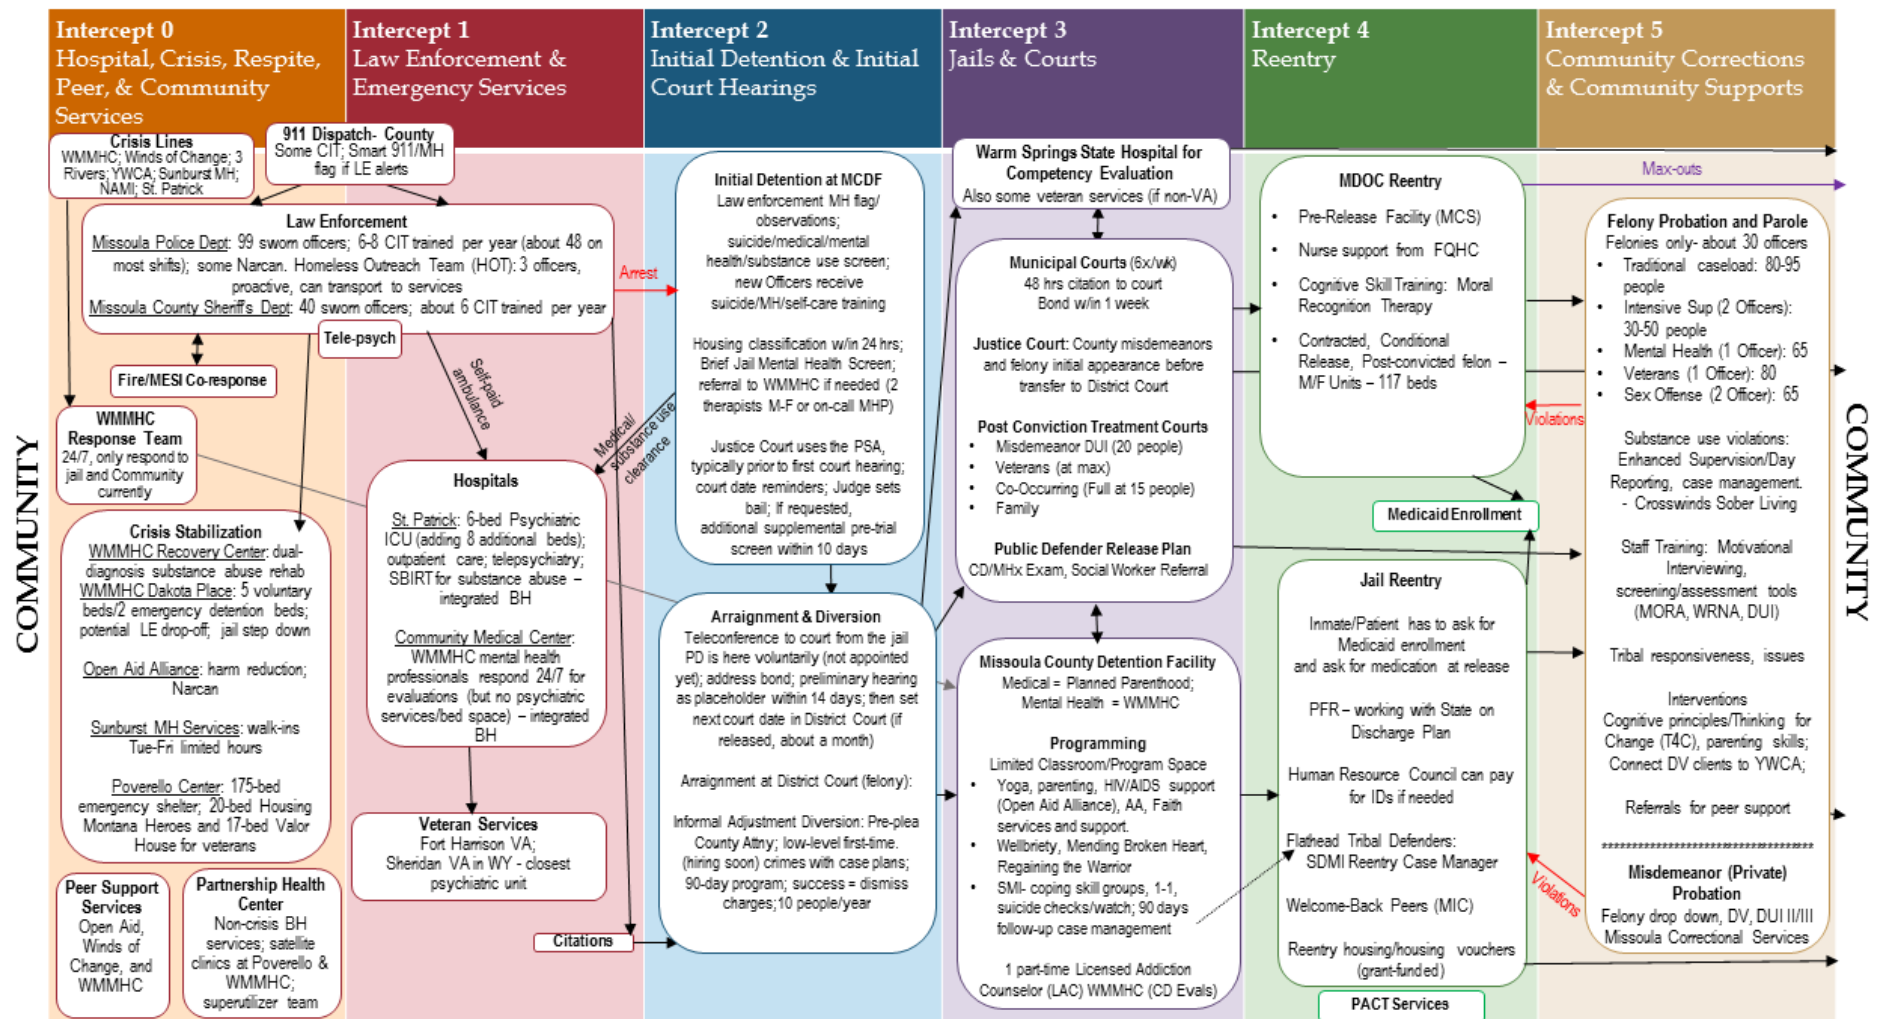 Intercept 0
Hospital, Crisis, Respite,
Peer, & Community
Services
Intercept 1
Law Enforcement &
Emergency Services
Intercept 2
Initial Detention & Initial
Court Hearings
Intercept 3
Jails & Courts
Intercept 4
Reentry
Intercept 5
Community Corrections
& Community Supports
COMMUNITY
Crisis Lines
WMMHC; Winds of Change; 3
Rivers; YWCA; Sunburst MH;
NAMI; St. Patrick
911 Dispatch- County
Some CIT; Smart 911/MH
flag if LE alerts
Law Enforcement
Missoula Police Dept: 99 sworn officers; 6-8 CIT trained per year (about 48 on
most shifts); some Narcan. Homeless Outreach Team (HOT): 3 officers,
proactive, can transport to services
Missoula County Sheriff's Dept: 40 sworn officers; about 6 CIT trained per year
Tele-psych
Arrest
Fire/MESI Co-response
Self-paid
ambulance
Medical/
substance use
clearance
WMMHC
Response Team
24/7, only respond to
jail and Community
currently
Crisis Stabilization
WMMHC Recovery Center: dual-
diagnosis substance abuse rehab
WMMHC Dakota Place: 5 voluntary
beds/2 emergency detention beds;
potential LE drop-off; jail step down
Open Aid Alliance: harm reduction;
Narcan
Sunburst MH Services: walk-ins
Tue-Fri limited hours
Poverello Center: 175-bed
emergency shelter; 20-bed Housing
Montana Heroes and 17-bed Valor
House for veterans
Peer Support
Services
Open Aid,
Winds of
Change, and
WMMHC
Partnership Health
Center
Non-crisis BH
services; satellite
clinics at Poverello &
WMMHC;
superutilizer team
Hospitals
St. Patrick: 6-bed Psychiatric
ICU (adding 8 additional beds);
outpatient care; telepsychiatry;
SBIRT for substance abuse –
integrated BH
Community Medical Center:
WMMHC mental health
professionals respond 24/7 for
evaluations (but no psychiatric
services/bed space) – integrated
BH
Veteran Services
Fort Harrison VA;
Sheridan VA in WY - closest
psychiatric unit
Citations
Initial Detention at MCDF
Law enforcement MH flag/
observations;
suicide/medical/mental
health/substance use screen;
new Officers receive
suicide/MH/self-care training
Housing classification w/in 24 hrs;
Brief Jail Mental Health Screen;
referral to WMMHC if needed (2
therapists M-F or on-call MHP)
Justice Court uses the PSA,
typically prior to first court hearing;
court date reminders; Judge sets
bail; If requested,
additional supplemental pre-trial
screen within 10 days
Arraignment & Diversion
Teleconference to court from the jail
PD is here voluntarily (not appointed
yet); address bond; preliminary hearing
as placeholder within 14 days; then set
next court date in District Court (if
released, about a month)
Arraignment at District Court (felony):
Informal Adjustment Diversion: Pre-plea
County Attny; low-level first-time.
(hiring soon) crimes with case plans;
90-day program; success = dismiss
charges;10 people/year
Warm Springs State Hospital for
Competency Evaluation
Also some veteran services (if non-VA)
Municipal Courts (6x/wk)
48 hrs citation to court
Bond w/in 1 week
Justice Court: County misdemeanors
and felony initial appearance before
transfer to District Court
Post Conviction Treatment Courts
• Misdemeanor DUI (20 people)
• Veterans (at max)
• Co-Occurring (Full at 15 people)
• Family
Public Defender Release Plan
CD/MHx Exam, Social Worker Referral
Missoula County Detention Facility
Medical = Planned Parenthood;
Mental Health = WMMHC
Programming
Limited Classroom/Program Space
• Yoga, parenting, HIV/AIDS support
(Open Aid Alliance), AA, Faith
services and support.
• Wellbriety, Mending Broken Heart,
Regaining the Warrior
• SMI- coping skill groups, 1-1,
suicide checks/watch; 90 days
follow-up case management
1 part-time Licensed Addiction
Counselor (LAC) WMMHC (CD Evals)
MDOC Reentry
• Pre-Release Facility (MCS)
• Nurse support from FQHC
• Cognitive Skill Training: Moral
Recognition Therapy
• Contracted, Conditional
Release, Post-convicted felon –
M/F Units – 117 beds
Medicaid Enrollment
Jail Reentry
Inmate/Patient has to ask for
Medicaid enrollment
and ask for medication at release
PFR – working with State on
Discharge Plan
Human Resource Council can pay
for IDs if needed
Flathead Tribal Defenders:
SDMI Reentry Case Manager
Welcome-Back Peers (MIC)
Reentry housing/housing vouchers
(grant-funded)
PACT Services
Max-outs
Violations
Violations
Felony Probation and Parole
Felonies only- about 30 officers
• Traditional caseload: 80-95
people
• Intensive Sup (2 Officers):
30-50 people
• Mental Health (1 Officer): 65
• Veterans (1 Officer): 80
• Sex Offense (2 Officer): 65
Substance use violations:
Enhanced Supervision/Day
Reporting, case management.
- Crosswinds Sober Living
Staff Training: Motivational
Interviewing,
screening/assessment tools
(MORA, WRNA, DUI)
Tribal responsiveness, issues
Interventions
Cognitive principles/Thinking for
Change (T4C), parenting skills;
Connect DV clients to YWCA;
Referrals for peer support
****************************************
Misdemeanor (Private)
Probation
Felony drop down, DV, DUI II/III
Missoula Correctional Services
COMMUNITY